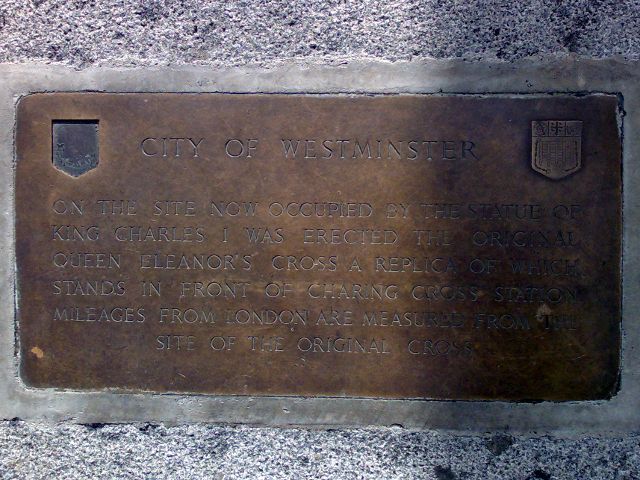 CITY OF WESTMINSTER
ON THE SITE NOW OCCUPIED BY THE STATUE OF
KING CHARLES I WAS ERECTED THE ORIGINAL
QUEEN ELEANOR'S CROSS A REPLICA OF WHICH
STANDS IN FRONT OF CHARING CROSS STATION
MILEAGES FROM LONDON ARE MEASURED FROM THE
SITE OF THE ORIGINAL CROSS